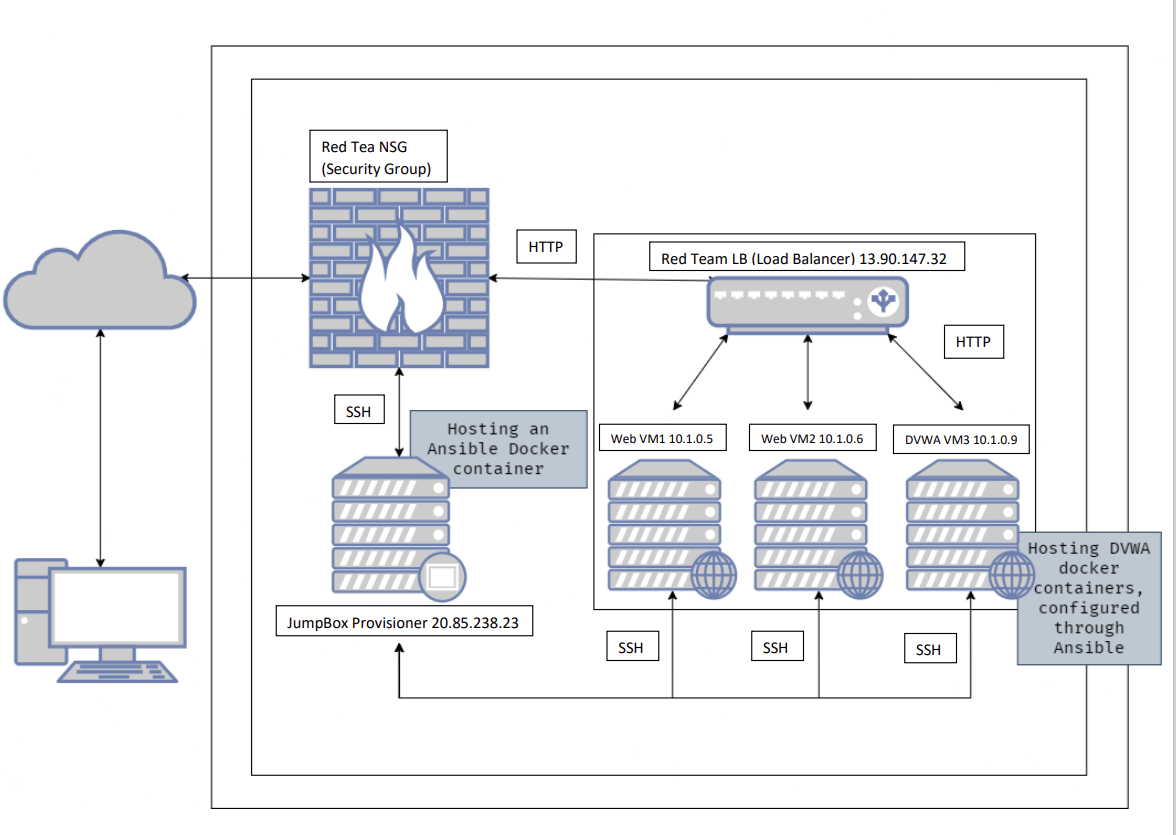 Red Tea NSG
(Security Group)
HTTP
Red Team LB (Load Balancer) 13.90.147.32
HTTP
SSH
Hosting an
Ansible Docker
container
Web VM1 10.1.0.5
Web VM2 10.1.0.6
DVWA VM3 10.1.0.9
Hosting DVWA
docker
containers,
configured
through
Ansible
JumpBox Provisioner 20.85.238.23
SSH
SSH
SSH